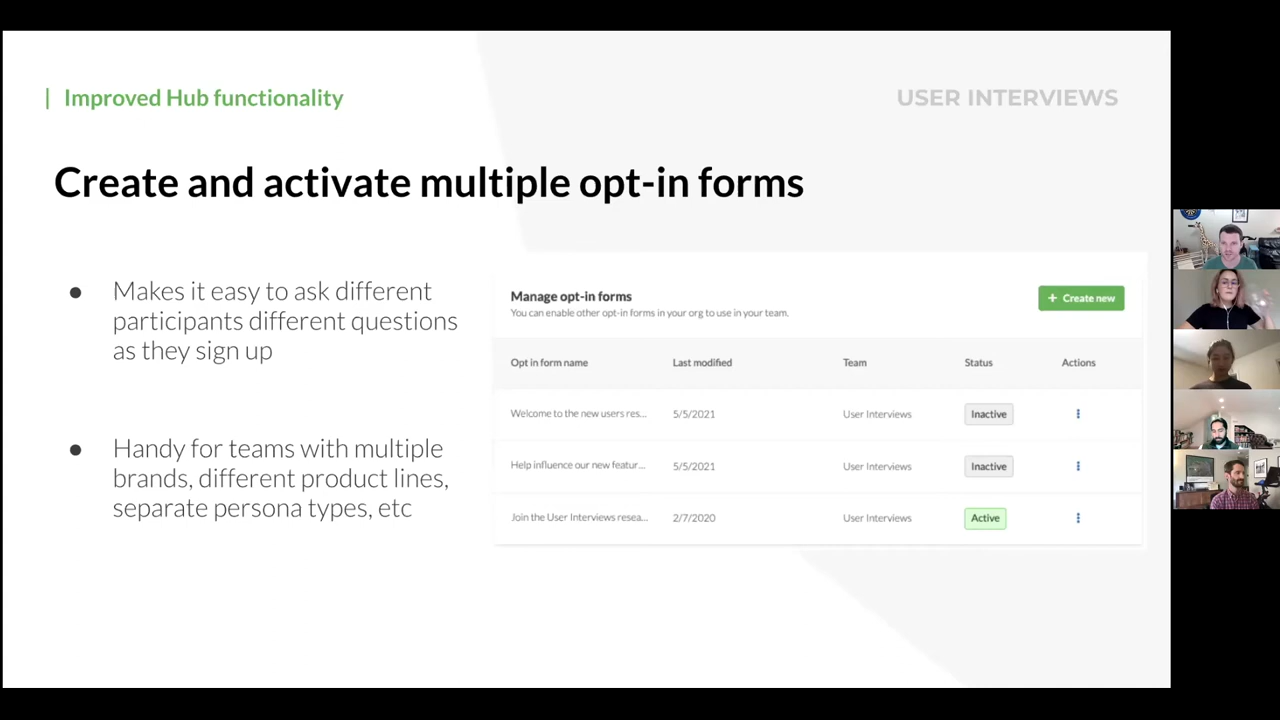 Improved Hub functionality
USER INTERVIEWS
Create and activate multiple opt-in forms
● Makes it easy to ask different
participants different questions
as they sign up
● Handy for teams with multiple
brands, different product lines,
separate persona types, etc
Manage opt-in forms
You can enable other opt-in forms in your org to use in your team.
+ Create new
Opt in form name Last modified Team Status Actions
Welcome to the new users res... 5/5/2021 User Interviews Inactive
Help influence our new featur... 5/5/2021 User Interviews Inactive
Join the User Interviews resea... 2/7/2020 User Interviews Active